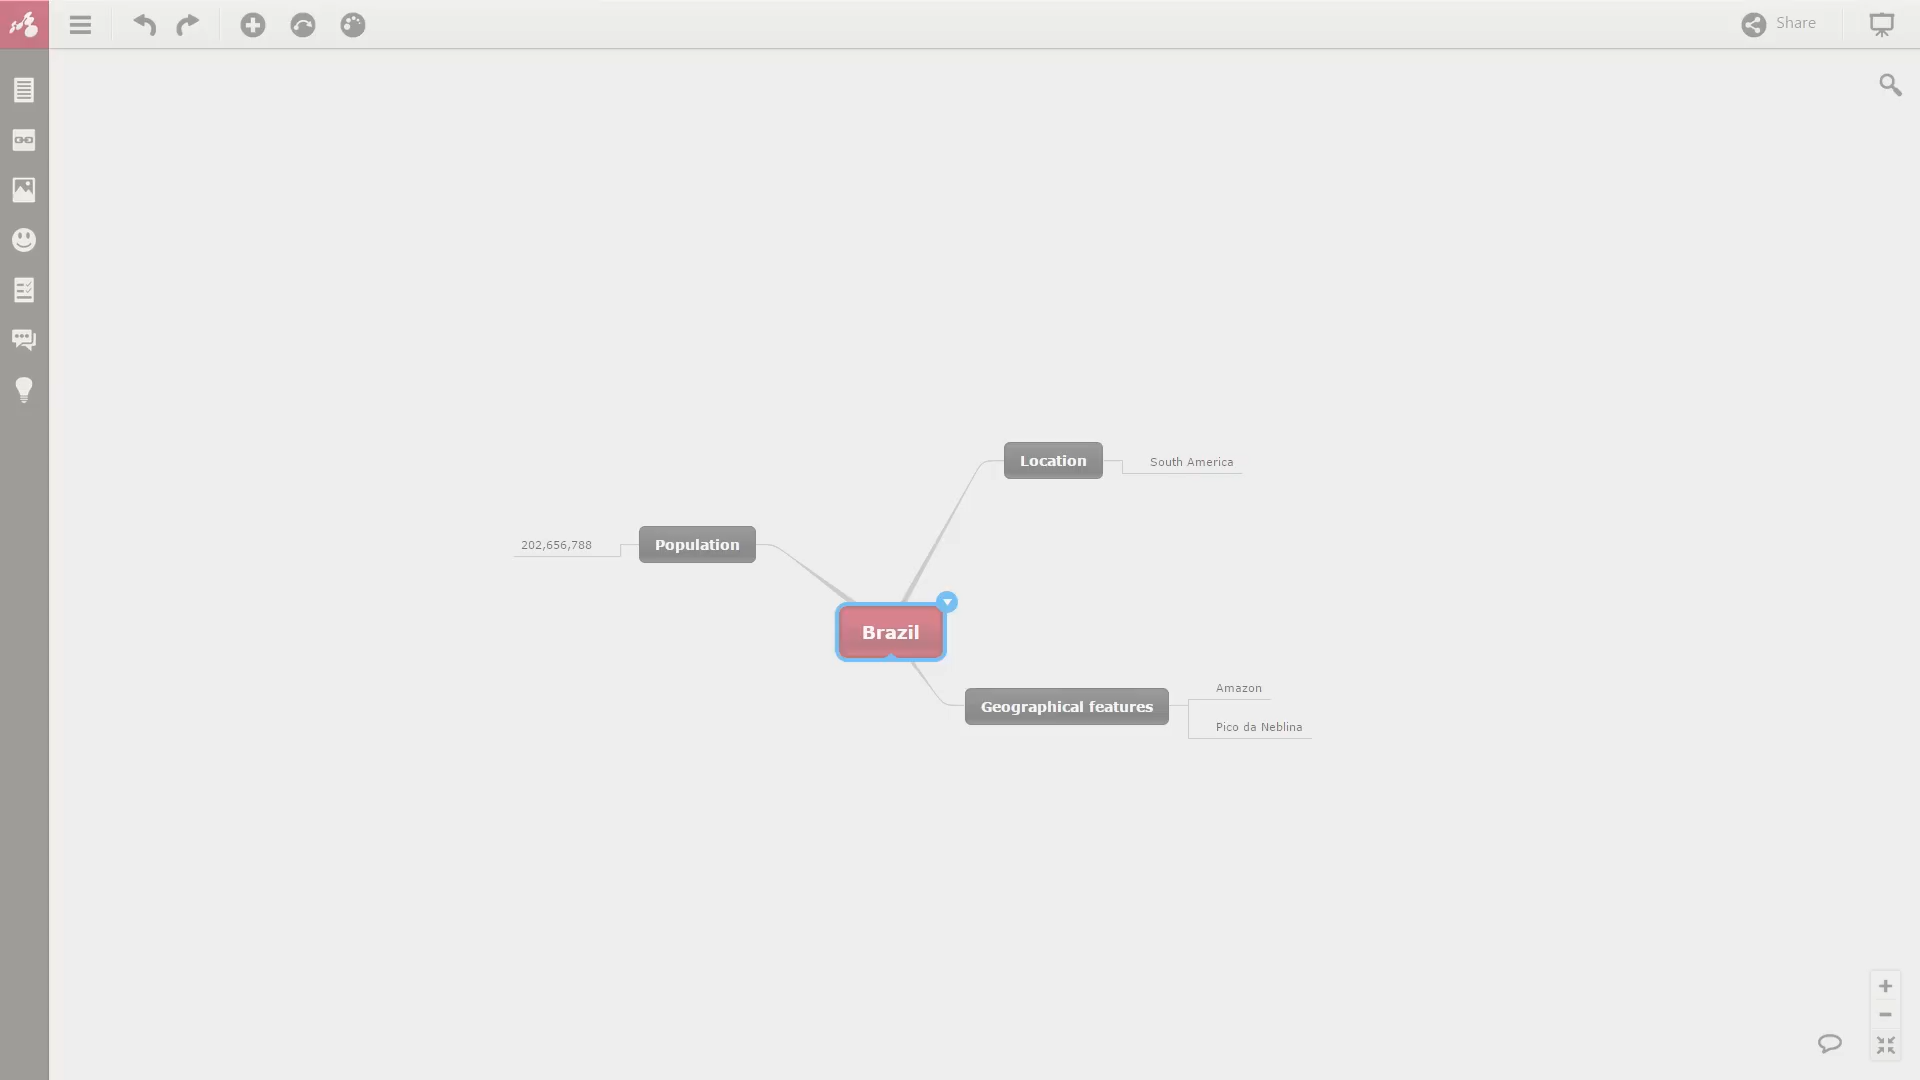 Share
Location
South America
202,656,788
Population
Brazil
Amazon
Geographical features
Pico da Neblina